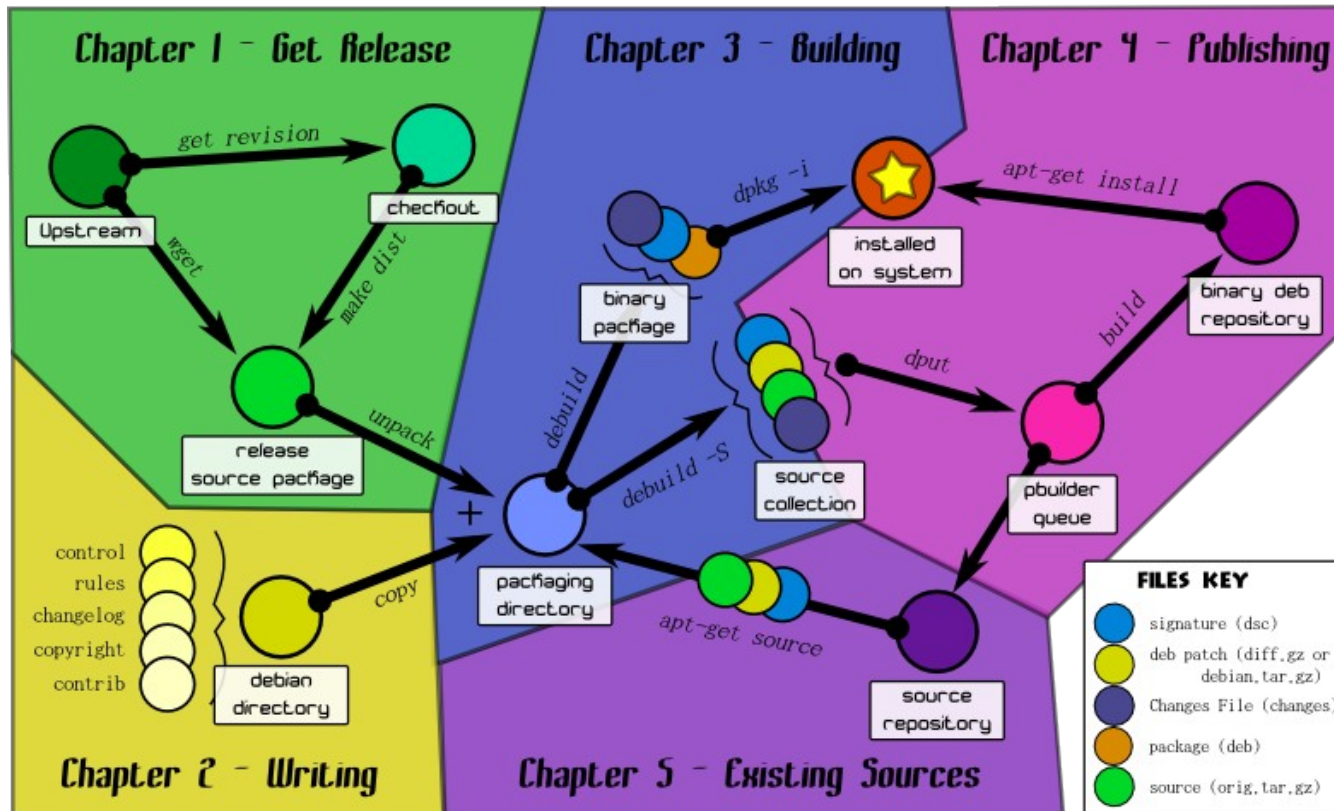 Chapter 1 - Get Release
Chapter 3 - Building
Chapter 4 - Publishing
get revision
Upstream
checkout
wget
make dist
release
source package
unpack
dpkg -i
binary
package
installed
on system
apt-get install
binary deb
repository
build
dput
debuild
debuild -S
source
collection
pbuilder
queue
+
packaging
directory
copy
control
rules
changelog
copyright
contrib
debian
directory
apt-get source
source
repository
Chapter 2 - Writing
Chapter 5 - Existing Sources
FILES KEY
signature (dsc)
deb patch (diff.gz or
debian.tar.gz)
Changes File (changes)
package (deb)
source (orig.tar.gz)